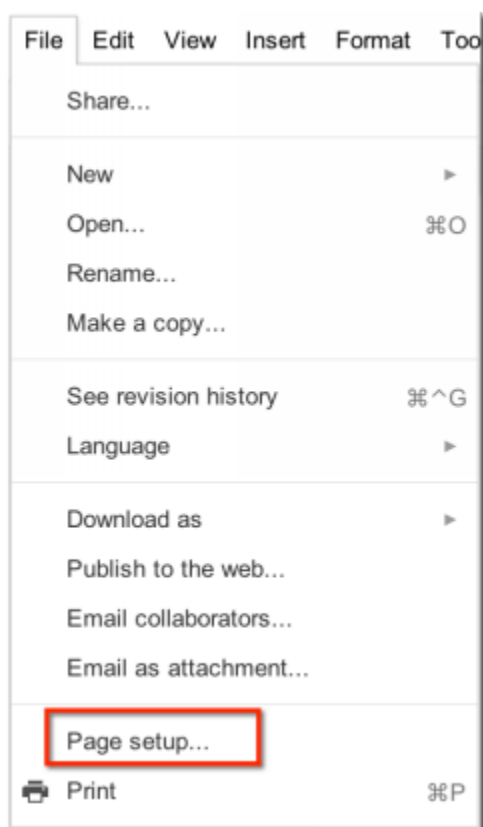 File Edit View Insert Format Too
Share...
New ►
Open... ⌘O
Rename...
Make a copy...
See revision history ⌘^G
Language ►
Download as ►
Publish to the web...
Email collaborators...
Email as attachment...
Page setup...
Print ⌘P